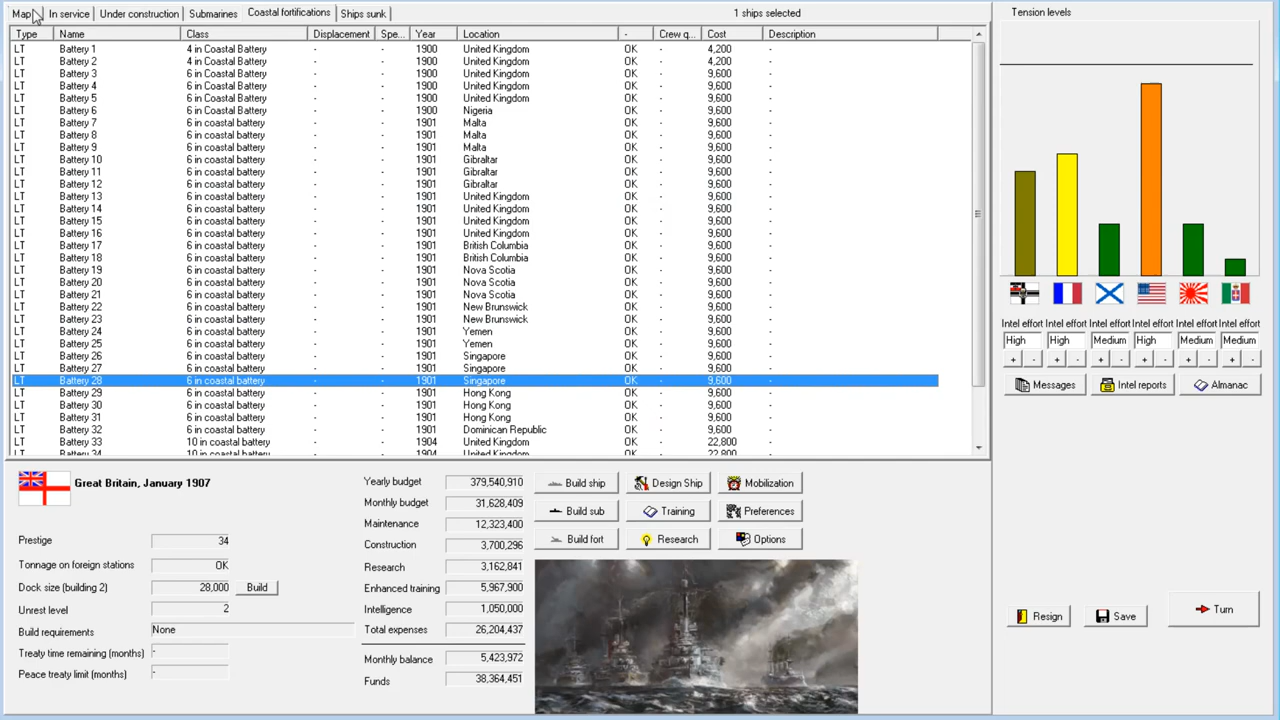 Map In service Under construction Submarines Coastal fortifications Ships sunk 1 ships selected
Type Name Class Displacement Spe... Year Location - Crew q... Cost Description
LT Battery 1 4 in Coastal Battery - - 1900 United Kingdom OK - 4,200 -
LT Battery 2 4 in Coastal Battery - - 1900 United Kingdom OK - 4,200 -
LT Battery 3 6 in Coastal Battery - - 1900 United Kingdom OK - 9,600 -
LT Battery 4 6 in Coastal Battery - - 1900 United Kingdom OK - 9,600 -
LT Battery 5 6 in Coastal Battery - - 1900 United Kingdom OK - 9,600 -
LT Battery 6 6 in Coastal Battery - - 1900 Nigeria OK - 9,600 -
LT Battery 7 6 in coastal battery - - 1901 Malta OK - 9,600 -
LT Battery 8 6 in coastal battery - - 1901 Malta OK - 9,600 -
LT Battery 9 6 in coastal battery - - 1901 Malta OK - 9,600 -
LT Battery 10 6 in coastal battery - - 1901 Gibraltar OK - 9,600 -
LT Battery 11 6 in coastal battery - - 1901 Gibraltar OK - 9,600 -
LT Battery 12 6 in coastal battery - - 1901 Gibraltar OK - 9,600 -
LT Battery 13 6 in coastal battery - - 1901 United Kingdom OK - 9,600 -
LT Battery 14 6 in coastal battery - - 1901 United Kingdom OK - 9,600 -
LT Battery 15 6 in coastal battery - - 1901 United Kingdom OK - 9,600 -
LT Battery 16 6 in coastal battery - - 1901 United Kingdom OK - 9,600 -
LT Battery 17 6 in coastal battery - - 1901 British Columbia OK - 9,600 -
LT Battery 18 6 in coastal battery - - 1901 British Columbia OK - 9,600 -
LT Battery 19 6 in coastal battery - - 1901 Nova Scotia OK - 9,600 -
LT Battery 20 6 in coastal battery - - 1901 Nova Scotia OK - 9,600 -
LT Battery 21 6 in coastal battery - - 1901 Nova Scotia OK - 9,600 -
LT Battery 22 6 in coastal battery - - 1901 New Brunswick OK - 9,600 -
LT Battery 23 6 in coastal battery - - 1901 New Brunswick OK - 9,600 -
LT Battery 24 6 in coastal battery - - 1901 Yemen OK - 9,600 -
LT Battery 25 6 in coastal battery - - 1901 Yemen OK - 9,600 -
LT Battery 26 6 in coastal battery - - 1901 Singapore OK - 9,600 -
LT Battery 27 6 in coastal battery - - 1901 Singapore OK - 9,600 -
LT Battery 28 6 in coastal battery - - 1901 Singapore OK - 9,600 -
LT Battery 29 6 in coastal battery - - 1901 Hong Kong OK - 9,600 -
LT Battery 30 6 in coastal battery - - 1901 Hong Kong OK - 9,600 -
LT Battery 31 6 in coastal battery - - 1901 Hong Kong OK - 9,600 -
LT Battery 32 6 in coastal battery - - 1901 Dominican Republic OK - 9,600 -
LT Battery 33 10 in coastal battery - - 1904 United Kingdom OK - 22,800 -
LT Battery 34 10 in coastal battery - - 1904 United Kingdom OK - 22,800 -
Tension levels
Intel effort Intel effort Intel effort Intel effort Intel effort Intel effort
High High Medium High Medium Medium
+ - + - + - + - + - + -
Messages Intel reports Almanac
Resign Save Turn
Great Britain, January 1907
Prestige 34
Tonnage on foreign stations OK
Dock size (building 2) 28,000 Build
Unrest level 2
Build requirements None
Treaty time remaining (months) -
Peace treaty limit (months) -
Yearly budget 379,540,910
Monthly budget 31,628,409
Maintenance 12,323,400
Construction 3,700,296
Research 3,162,841
Enhanced training 5,967,900
Intelligence 1,050,000
Total expenses 26,204,437
Monthly balance 5,423,972
Funds 38,364,451
Build ship Design Ship Mobilization
Build sub Training Preferences
Build fort Research Options